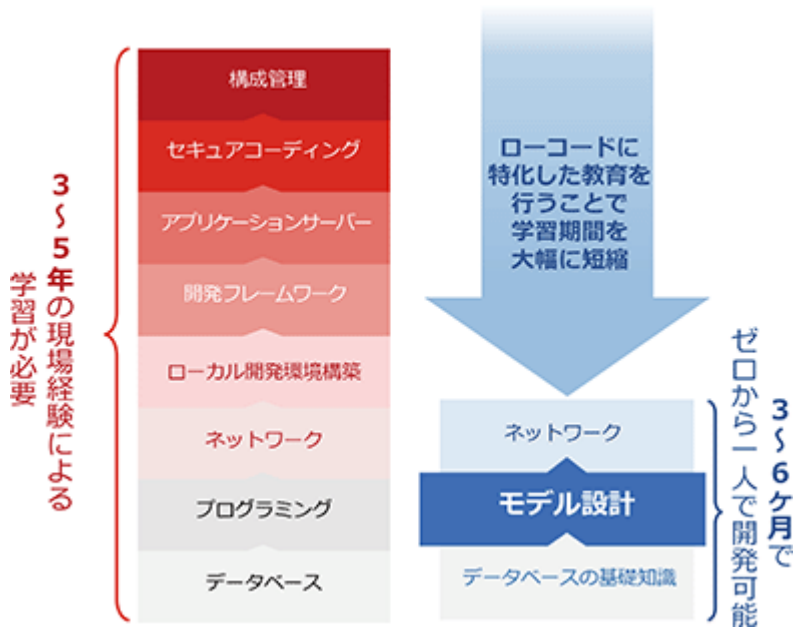 3～5年の現場経験による
学習が必要
構成管理
セキュアコーディング
アプリケーションサーバー
開発フレームワーク
ローカル開発環境構築
ネットワーク
プログラミング
データベース
ローコードに
特化した教育を
行うことで
学習期間を
大幅に短縮
ネットワーク
モデル設計
データベースの基礎知識
3～6ケ月で
ゼロから一人で開発可能